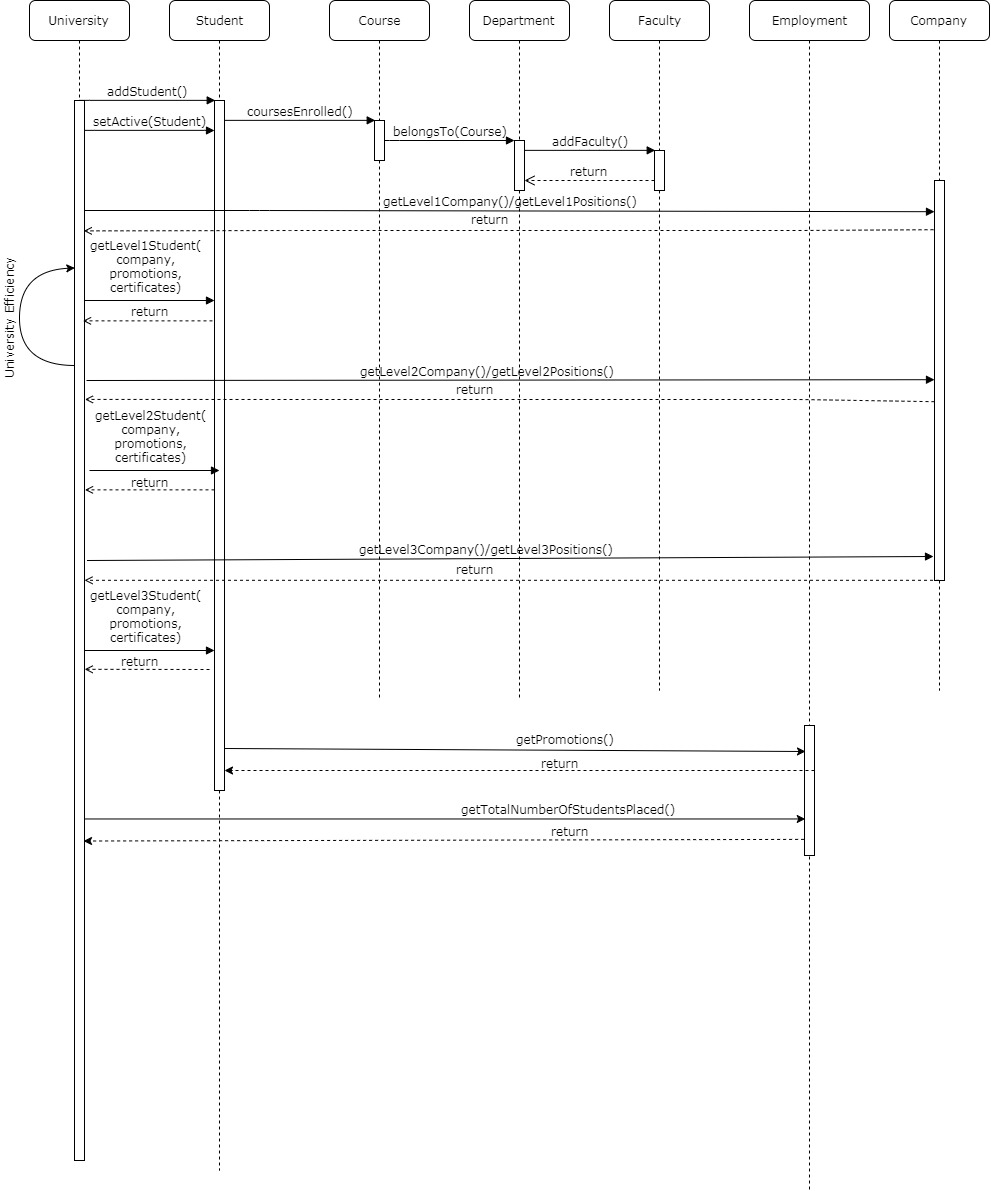 University
Student
Course
Department
Faculty
Employment
Company
addStudent()
coursesEnrolled()
setActive(Student)
belongsTo(Course)
addFaculty()
return
getLevel1Company()/getLevel1Positions()
return
getLevel1Student(
company,
promotions,
certificates)
return
University Efficiency
getLevel2Company()/getLevel2Positions()
return
getLevel2Student(
company,
promotions,
certificates)
return
getLevel3Company()/getLevel3Positions()
return
getLevel3Student(
company,
promotions,
certificates)
return
getPromotions()
return
getTotalNumberOfStudentsPlaced()
return